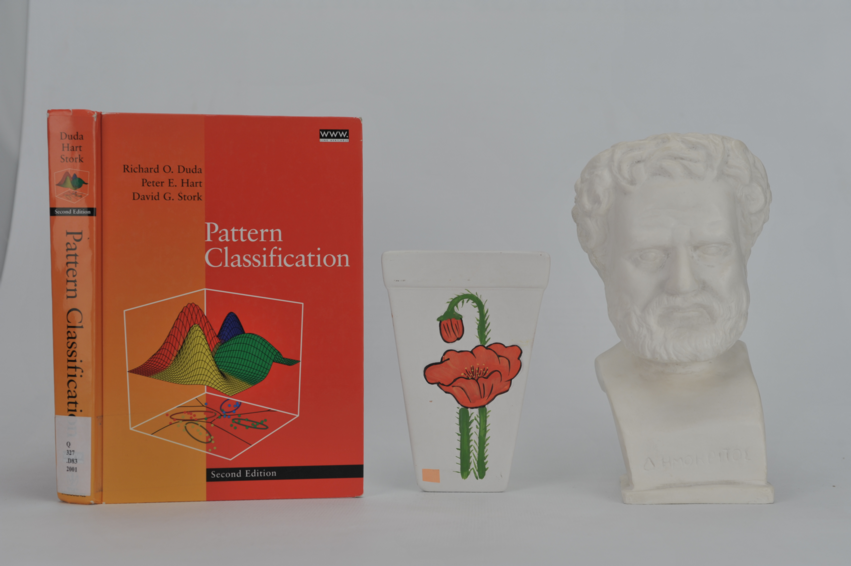 Duda
Hart
Stork
Second Edition
Pattern Classification
Q
327
D83
2001
www.
Richard O. Duda
Peter E. Hart
David G. Stork
Pattern
Classification
Second Edition